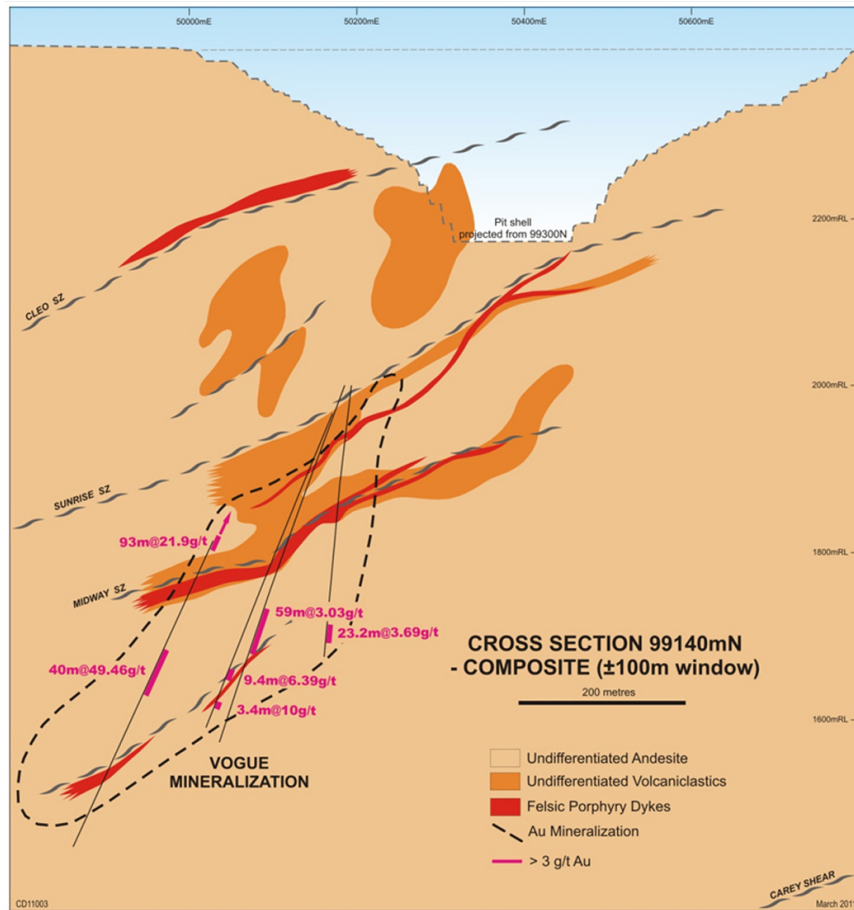 50000mE
50200mE
50400mE
50600mE
Pit shell
projected from 99300N
2200mRL
CLEO SZ
2000mRL
SUNRISE SZ
93m@21.9g/t
1800mRL
MIDWAY SZ
59m@3.03g/t
23.2m@3.69g/t
40m@49.46g/t
9.4m@6.39g/t
3.4m@10g/t
CROSS SECTION 99140mN
- COMPOSITE (±100m window)
200 metres
1600mRL
VOGUE
MINERALIZATION
Undifferentiated Andesite
Undifferentiated Volcaniclastics
Felsic Porphyry Dykes
Au Mineralization
> 3 g/t Au
CAREY SHEAR
CD11003